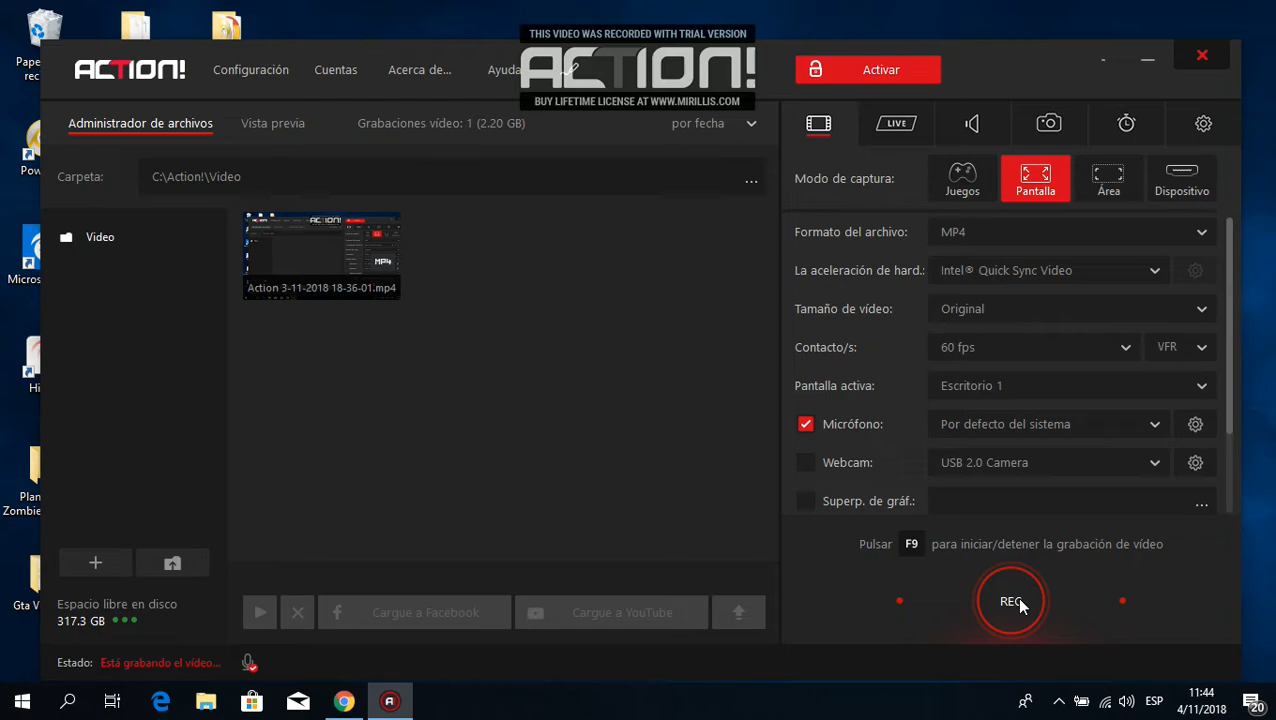 Pape
rec
Pow
Micros
Hi
Plan
Zombie
Gta V
THIS VIDEO WAS RECORDED WITH TRIAL VERSION
ACTION!
BUY LIFETIME LICENSE AT WWW.MIRILLIS.COM
ACTION! Configuración Cuentas Acerca de... Ayuda Activar
Administrador de archivos Vista previa Grabaciones vídeo: 1 (2.20 GB) por fecha
LIVE
Carpeta: C:\Action!\Video ...
Modo de captura: Juegos Pantalla Área Dispositivo
Video
Action 3-11-2018 18-36-01.mp4
MP4
Formato del archivo: MP4
La aceleración de hard.: Intel® Quick Sync Video
Tamaño de vídeo: Original
Contacto/s: 60 fps VFR
Pantalla activa: Escritorio 1
Micrófono: Por defecto del sistema
Webcam: USB 2.0 Camera
Superp. de gráf.: ...
Pulsar F9 para iniciar/detener la grabación de vídeo
REC
Espacio libre en disco
317.3 GB
Cargue a Facebook Cargue a YouTube
Estado: Está grabando el vídeo...
ESP
11:44
4/11/2018
20